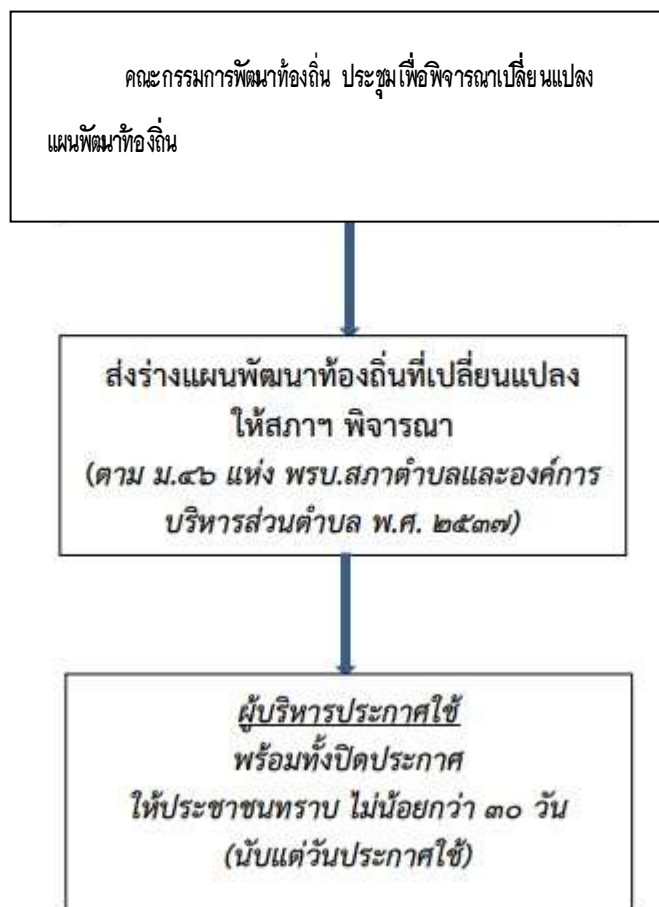 คณะกรรมการพัฒนาท้องถิ่น ประชุมเพื่อพิจารณาเปลี่ยนแปลง
แผนพัฒนาท้องถิ่น
ส่งร่างแผนพัฒนาท้องถิ่นที่เปลี่ยนแปลง
ให้สภาฯ พิจารณา
(ตาม ม.๔๖ แห่ง พรบ.สภาตำบลและองค์การ
บริหารส่วนตำบล พ.ศ. ๒๕๓๗)
ผู้บริหารประกาศใช้
พร้อมทั้งปิดประกาศ
ให้ประชาชนทราบ ไม่น้อยกว่า ๓๐ วัน
(นับแต่วันประกาศใช้)